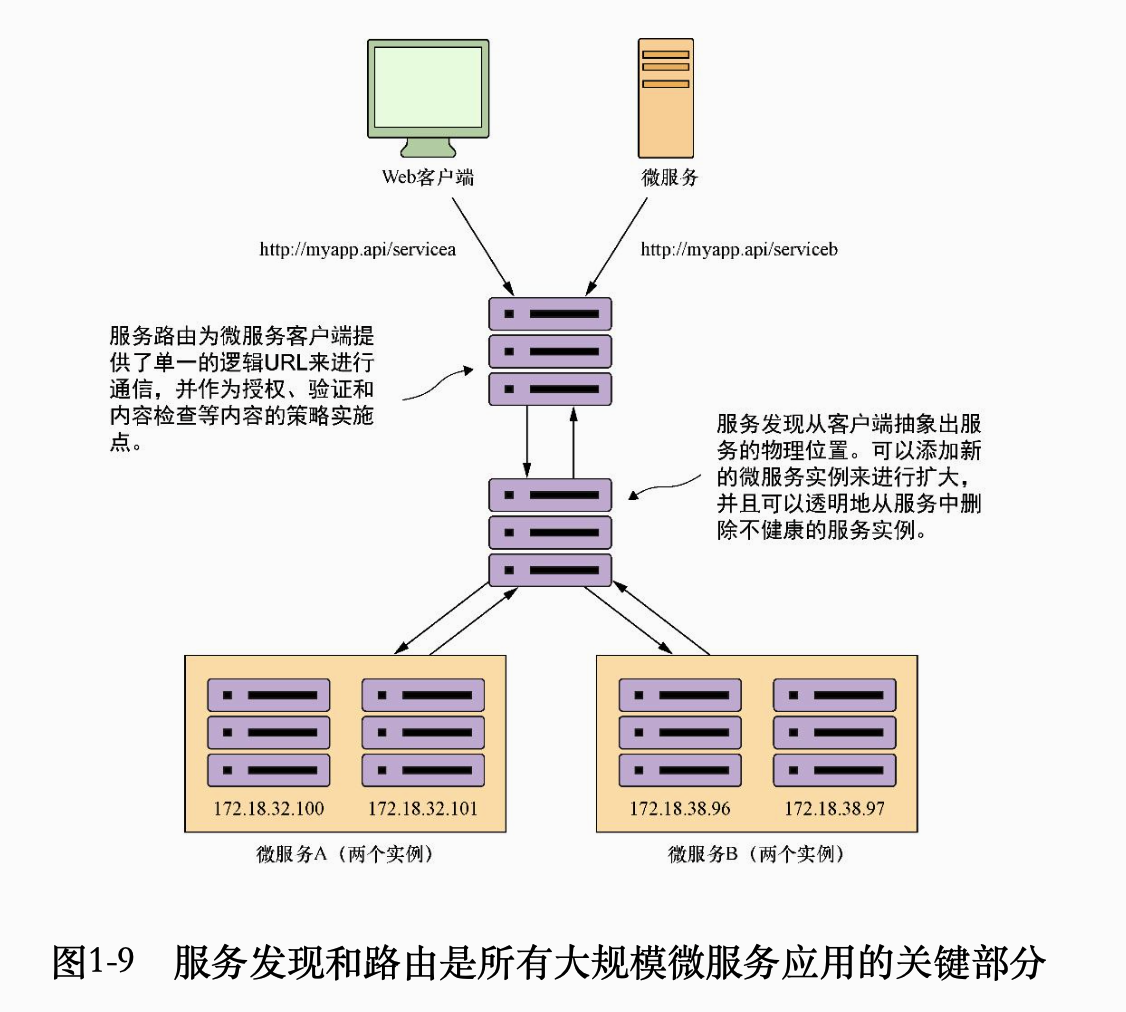 Web客户端
微服务
http://myapp.api/servicea
http://myapp.api/serviceb
服务路由为微服务客户端提
供了单一的逻辑URL来进行
通信，并作为授权、验证和
内容检查等内容的策略实施
点。
服务发现从客户端抽象出服
务的物理位置。可以添加新
的微服务实例来进行扩大，
并且可以透明地从服务中删
除不健康的服务实例。
172.18.32.100
172.18.32.101
172.18.38.96
172.18.38.97
微服务A（两个实例）
微服务B（两个实例）
图1-9 服务发现和路由是所有大规模微服务应用的关键部分